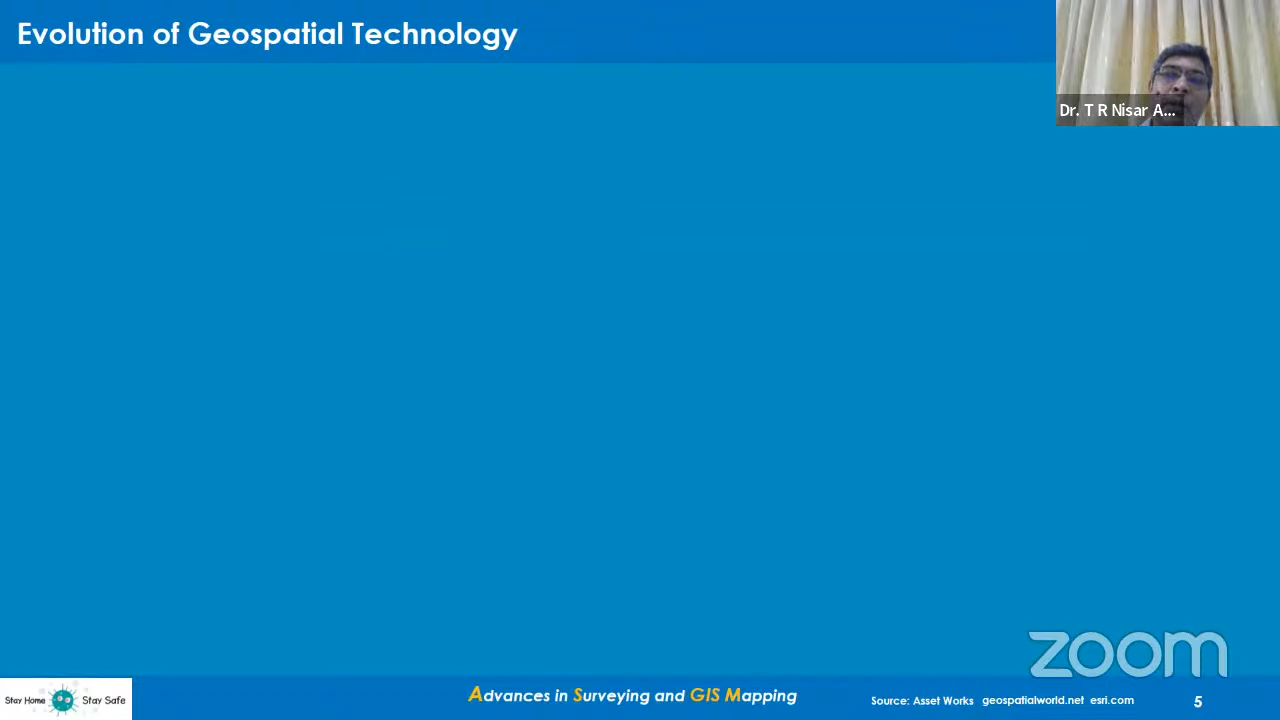 Evolution of Geospatial Technology
Dr. T R Nisar A...
zoom
Stay Home Stay Safe
Advances in Surveying and GIS Mapping
Source: Asset Works geospatialworld.net esri.com
5